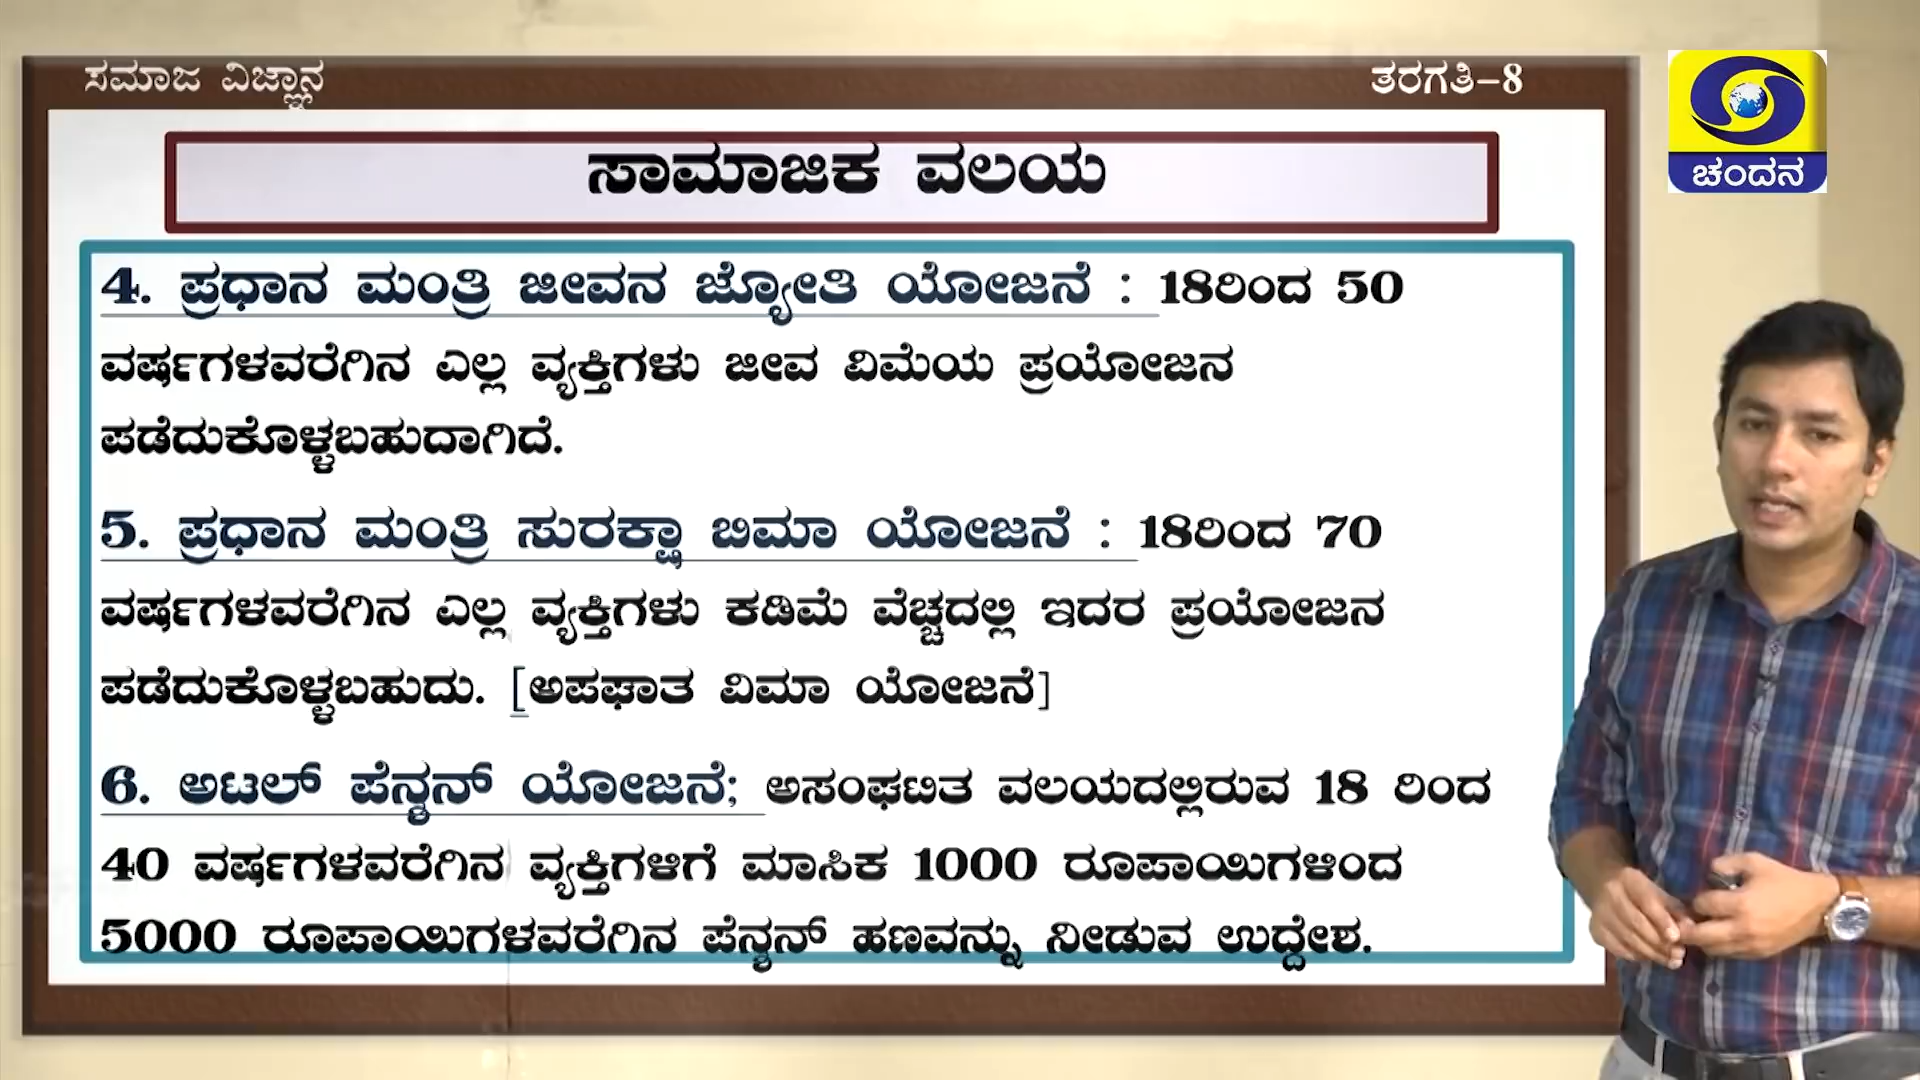 ಸಮಾಜ ವಿಜ್ಞಾನ
ತರಗತಿ-8
ಚಂದನ
ಸಾಮಾಜಿಕ ವಲಯ
4. ಪ್ರಧಾನ ಮಂತ್ರಿ ಜೀವನ ಜ್ಯೋತಿ ಯೋಜನೆ : 18ರಿಂದ 50
ವರ್ಷಗಳವರೆಗಿನ ಎಲ್ಲ ವ್ಯಕ್ತಿಗಳು ಜೀವ ವಿಮೆಯ ಪ್ರಯೋಜನ
ಪಡೆದುಕೊಳ್ಳಬಹುದಾಗಿದೆ.
5. ಪ್ರಧಾನ ಮಂತ್ರಿ ಸುರಕ್ಷಾ ಬಿಮಾ ಯೋಜನೆ : 18ರಿಂದ 70
ವರ್ಷಗಳವರೆಗಿನ ಎಲ್ಲ ವ್ಯಕ್ತಿಗಳು ಕಡಿಮೆ ವೆಚ್ಚದಲ್ಲಿ ಇದರ ಪ್ರಯೋಜನ
ಪಡೆದುಕೊಳ್ಳಬಹುದು. [ಅಪಘಾತ ವಿಮಾ ಯೋಜನೆ]
6. ಅಟಲ್ ಪೆನ್ಶನ್ ಯೋಜನೆ; ಅಸಂಘಟಿತ ವಲಯದಲ್ಲಿರುವ 18 ರಿಂದ
40 ವರ್ಷಗಳವರೆಗಿನ ವ್ಯಕ್ತಿಗಳಿಗೆ ಮಾಸಿಕ 1000 ರೂಪಾಯಿಗಳಿಂದ
5000 ರೂಪಾಯಿಗಳವರೆಗಿನ ಪೆನ್ಶನ್ ಹಣವನ್ನು ನೀಡುವ ಉದ್ದೇಶ.